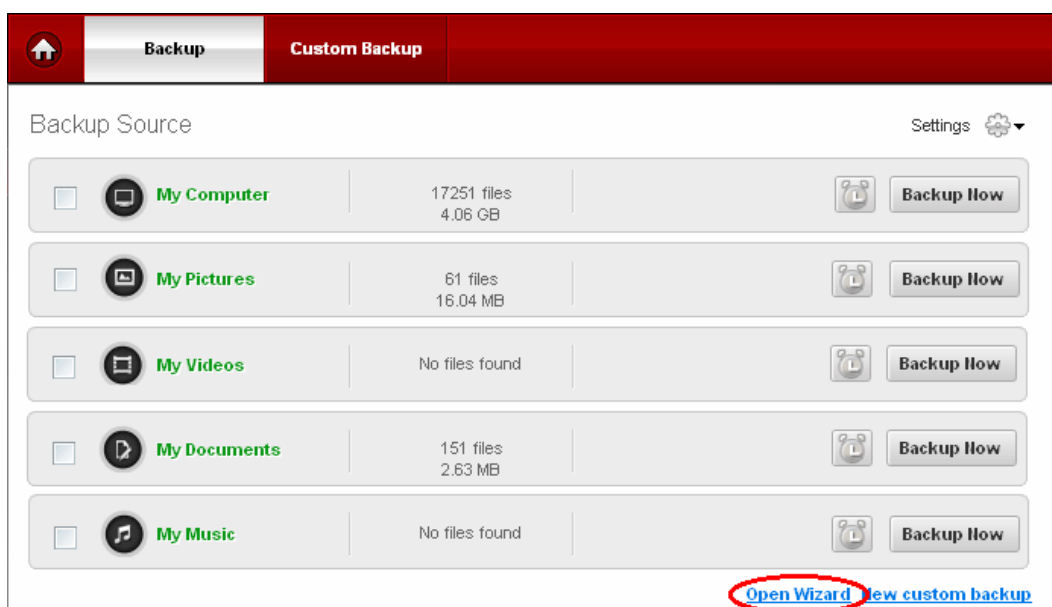 Backup Custom Backup
Backup Source Settings
My Computer 17251 files 4.06 GB Backup Now
My Pictures 61 files 16.04 MB Backup Now
My Videos No files found Backup Now
My Documents 151 files 2.63 MB Backup Now
My Music No files found Backup Now
Open Wizard New custom backup